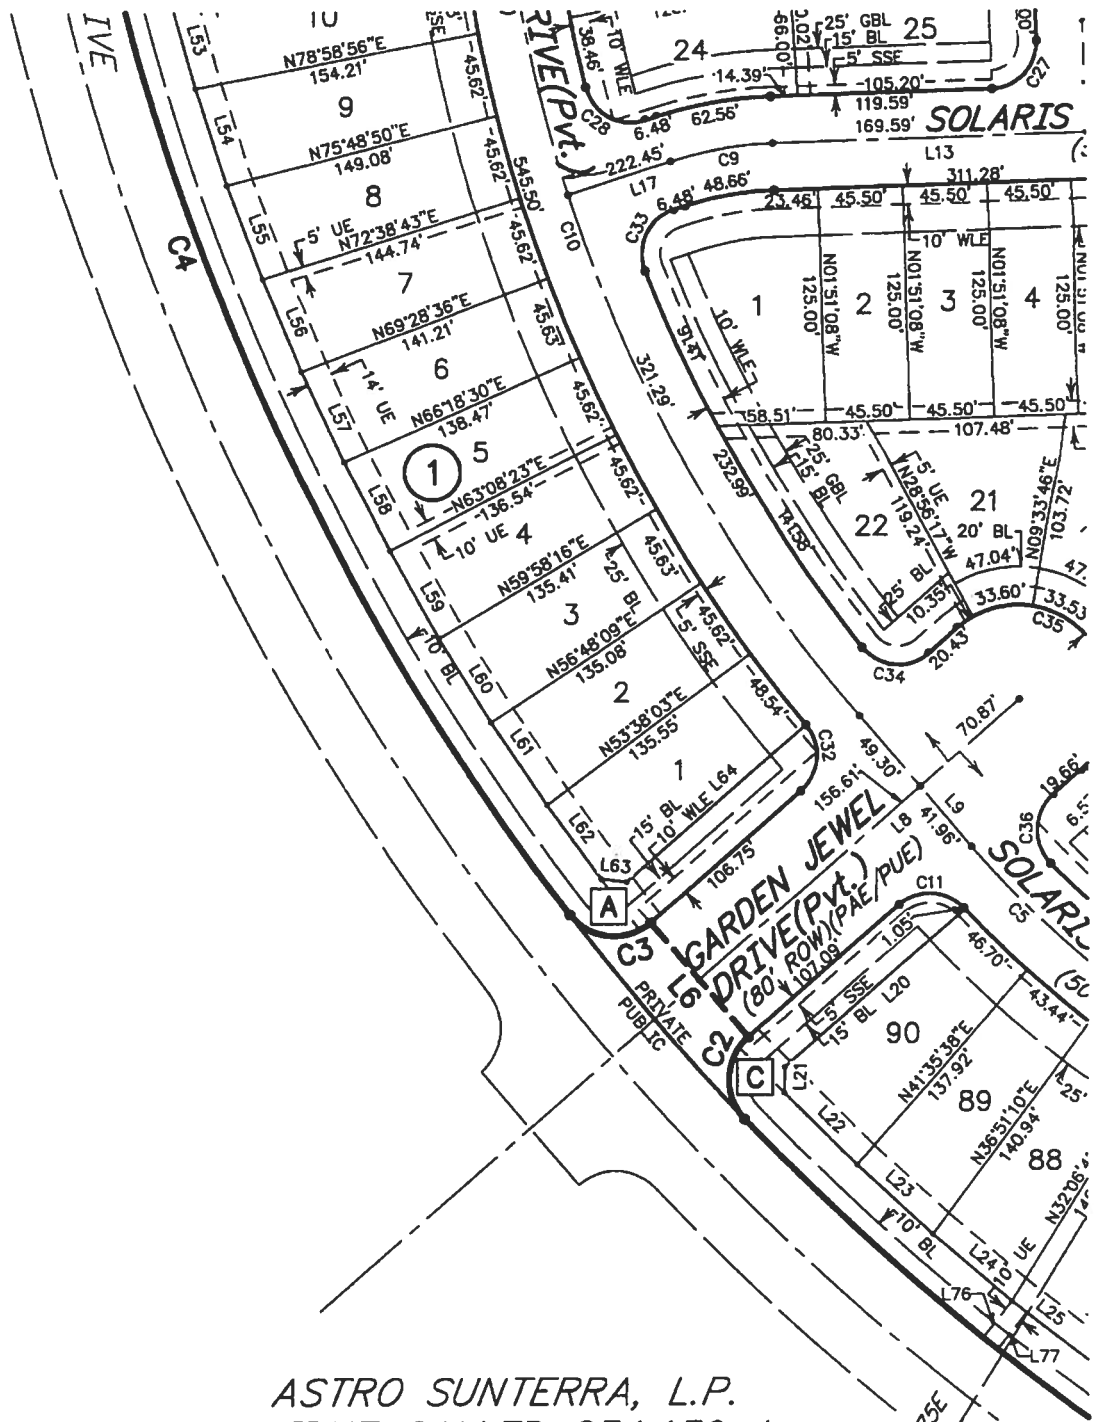 10
L53
N78°58'56"E
154.21'
9
45.62'
L54
N75°48'50"E
149.08'
45.62'
8
5' UE
L55
N72°38'43"E
144.74'
545.50'
7
45.62'
L56
N69°28'36"E
141.21'
45.63'
6
14' UE
L57
N66°18'30"E
138.47'
45.62'
1
5
L58
N63°08'23"E
136.54'
45.62'
10' UE
4
L59
N59°58'16"E
135.41'
45.63'
25' BL
10' BL
3
L60
N56°48'09"E
135.08'
5' SSE
45.62'
2
L61
N53°38'03"E
135.55'
48.54'
1
L62
15' BL
10' WLE
L64
L63
C32
106.75'
156.61'
A
C3
L6
PRIVATE
PUBLIC
C2
C
IVE
C4
RIVE(Pvt.)
38.46'
10' WLE
24
66.00'
25' GBL
15' BL
25
5' SSE
14.39'
105.20'
C27
C28
6.48'
62.56'
119.59'
169.59'
SOLARIS
222.45'
C9
L13
L17
311.28'
C10
C33
6.48'
48.66'
23.46'
45.50'
45.50'
45.50'
10' WLE
1
N01°51'08"W
125.00'
2
N01°51'08"W
125.00'
3
N01°51'08"W
125.00'
4
125.00'
91.41'
10' WLE
321.29'
58.51'
45.50'
45.50'
45.50'
80.33'
107.48'
232.99'
25' GBL
15' BL
141.58'
5' UE
N28°56'17"W
119.24'
22
21
N09°33'46"E
103.72'
20' BL
25' BL
47.04'
47.
10.35'
33.60'
33.53
20.43'
C35
C34
49.30'
70.87'
L8
L9
41.96'
19.66'
C36
GARDEN JEWEL
DRIVE(Pvt.)
(80' ROW)(PAE/PUE)
107.09'
C11
C5
SOLARI
1.05'
46.70'
43.44'
5' SSE
15' BL
L20
90
L21
L22
N41°35'38"E
137.92'
89
N36°51'10"E
140.94'
25'
88
L23
10' BL
L24
10' UE
L25
L76
L77
75E
ASTRO SUNTERRA, L.P.